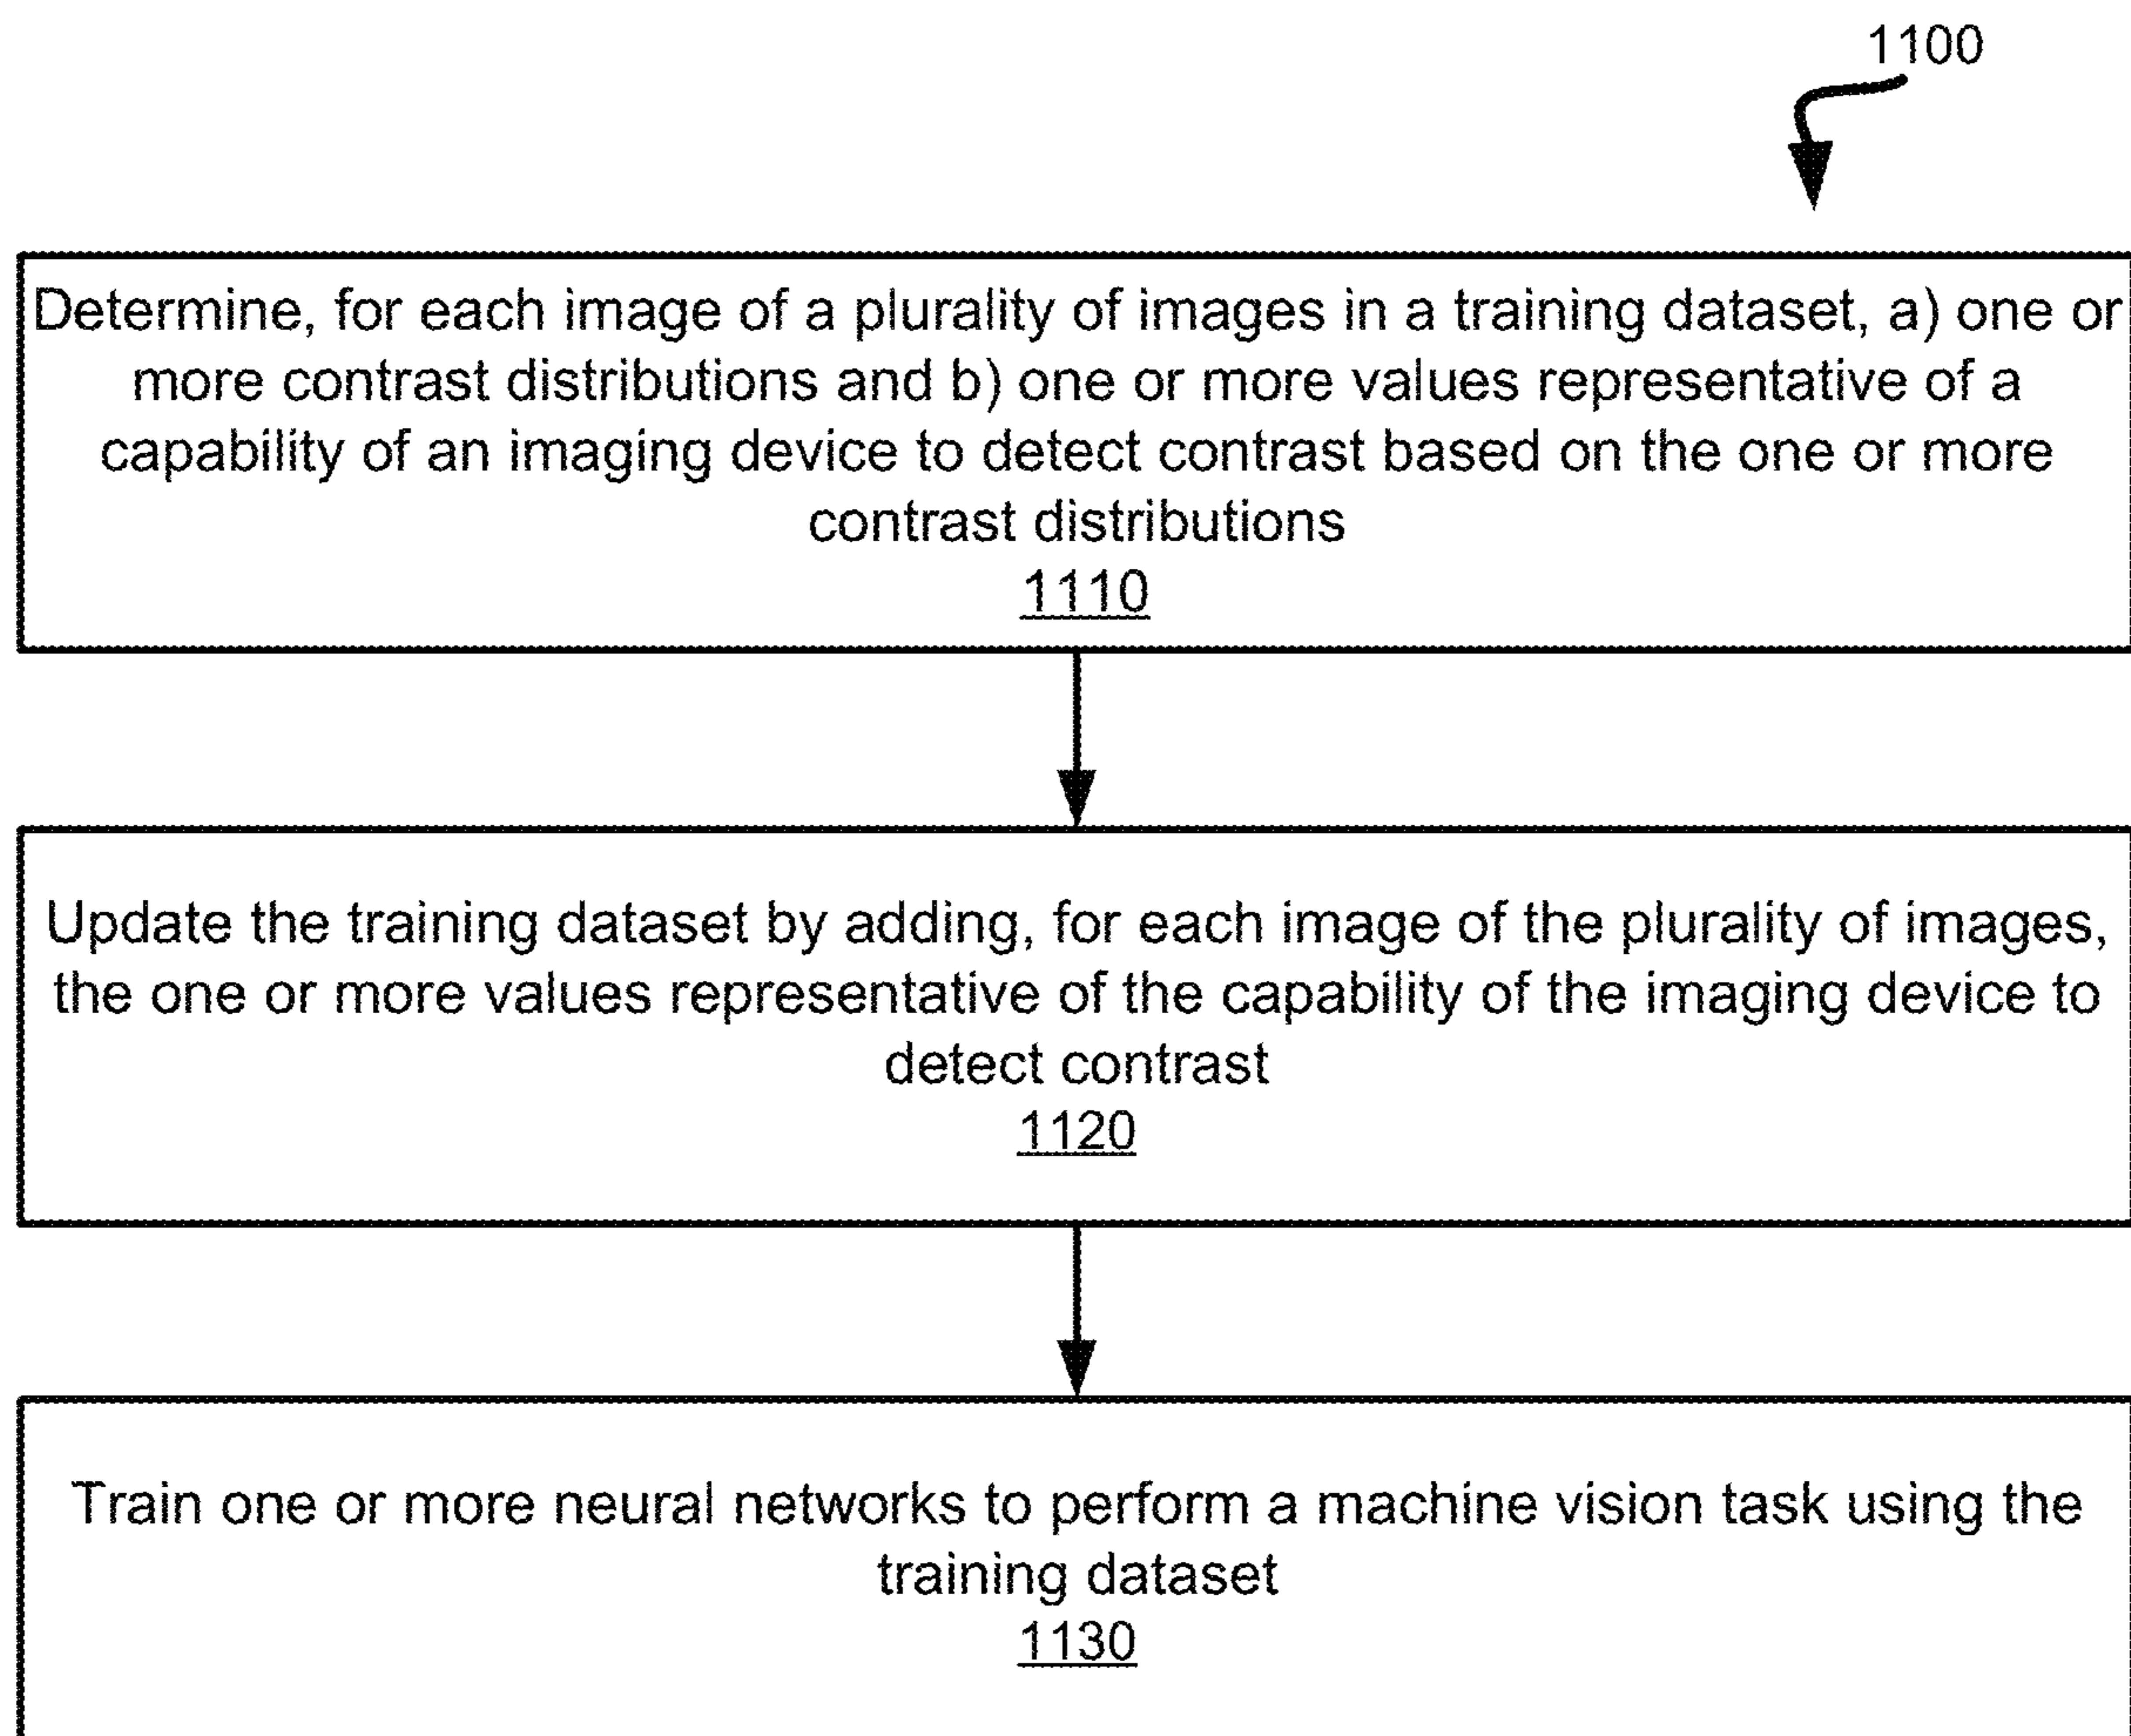 1100
Determine, for each image of a plurality of images in a training dataset, a) one or
more contrast distributions and b) one or more values representative of a
capability of an imaging device to detect contrast based on the one or more
contrast distributions
1110
Update the training dataset by adding, for each image of the plurality of images,
the one or more values representative of the capability of the imaging device to
detect contrast
1120
Train one or more neural networks to perform a machine vision task using the
training dataset
1130